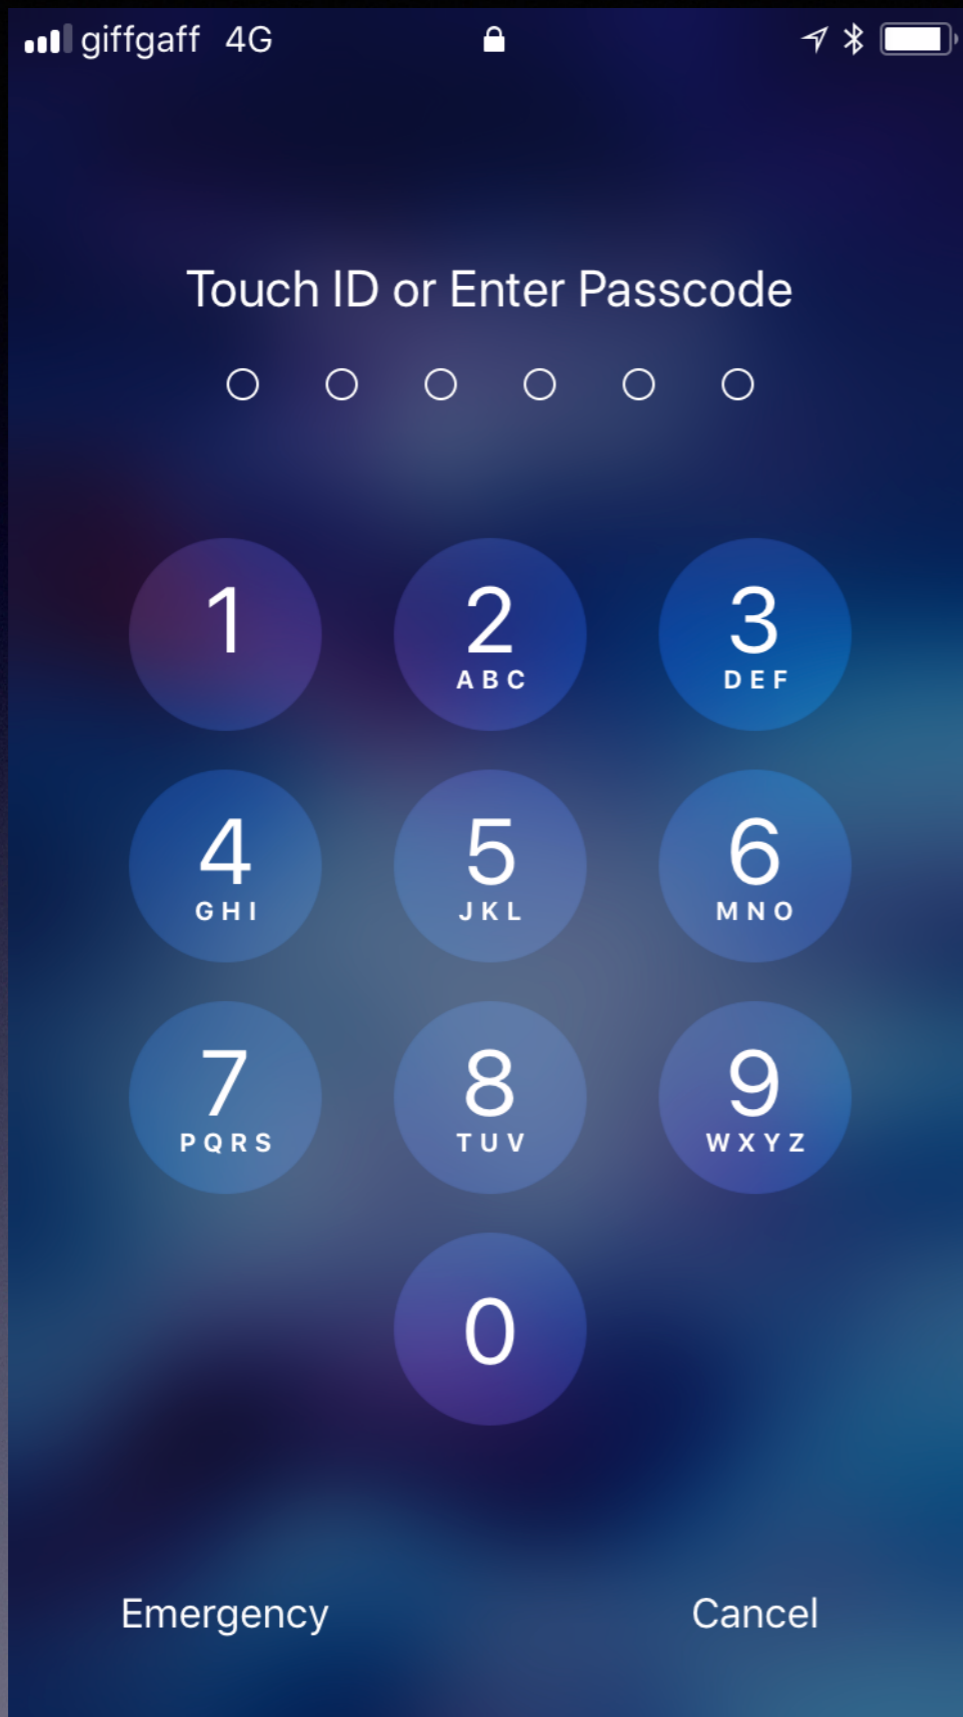 giffgaff 4G
Touch ID or Enter Passcode
1 2 3
ABC DEF
4 5 6
GHI JKL MNO
7 8 9
PQRS TUV WXYZ
0
Emergency Cancel